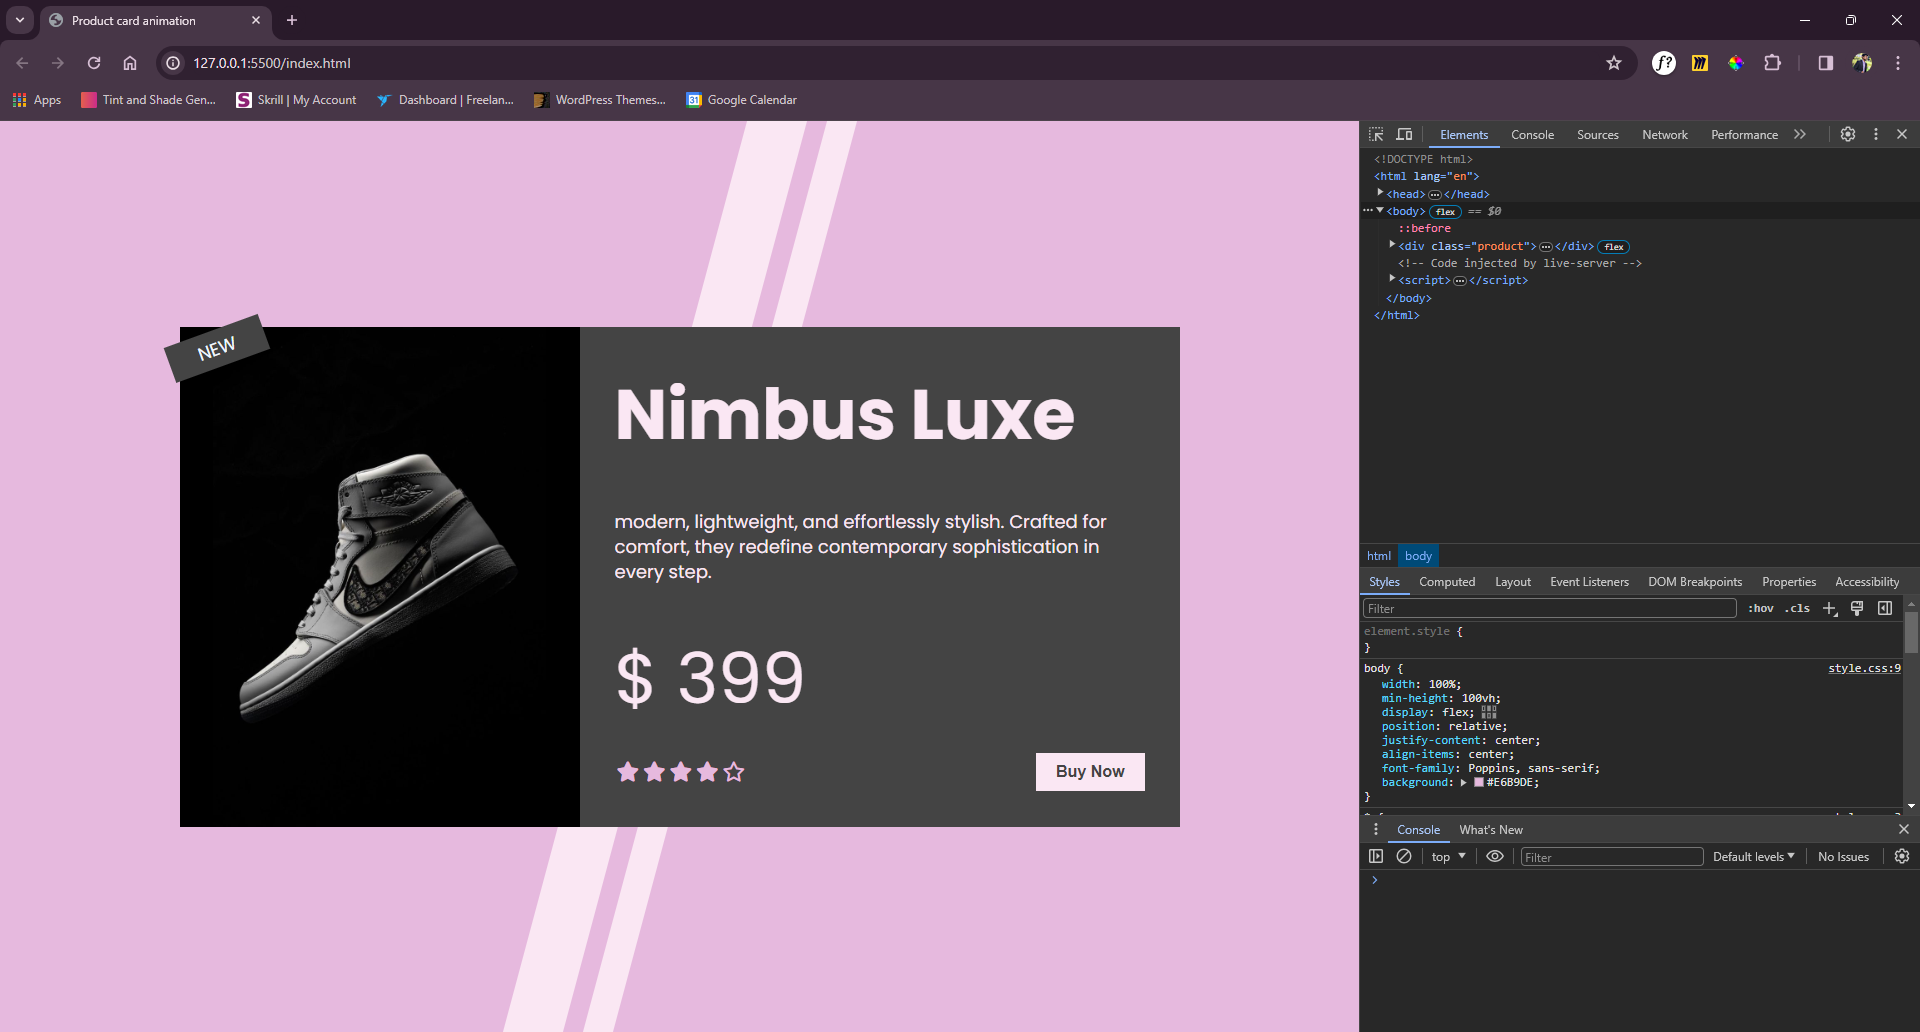 Product card animation
127.0.0.1:5500/index.html
f?
Apps
Tint and Shade Gen...
S
Skrill | My Account
Dashboard | Freelan...
WordPress Themes...
31
Google Calendar
NEW
Nimbus Luxe
modern, lightweight, and effortlessly stylish. Crafted for
comfort, they redefine contemporary sophistication in
every step.
$ 399
Buy Now
Elements Console Sources Network Performance
<!DOCTYPE html>
<html lang="en">
<head> ••• </head>
••• <body> flex == $0
::before
<div class="product"> ••• </div> flex
<!-- Code injected by live-server -->
<script> ••• </script>
</body>
</html>
html body
Styles Computed Layout Event Listeners DOM Breakpoints Properties Accessibility
Filter :hov .cls
element.style {
}
body { style.css:9
width: 100%;
min-height: 100vh;
display: flex;
position: relative;
justify-content: center;
align-items: center;
font-family: Poppins, sans-serif;
background: #E6B9DE;
}
Console What's New
top Filter Default levels No Issues
>